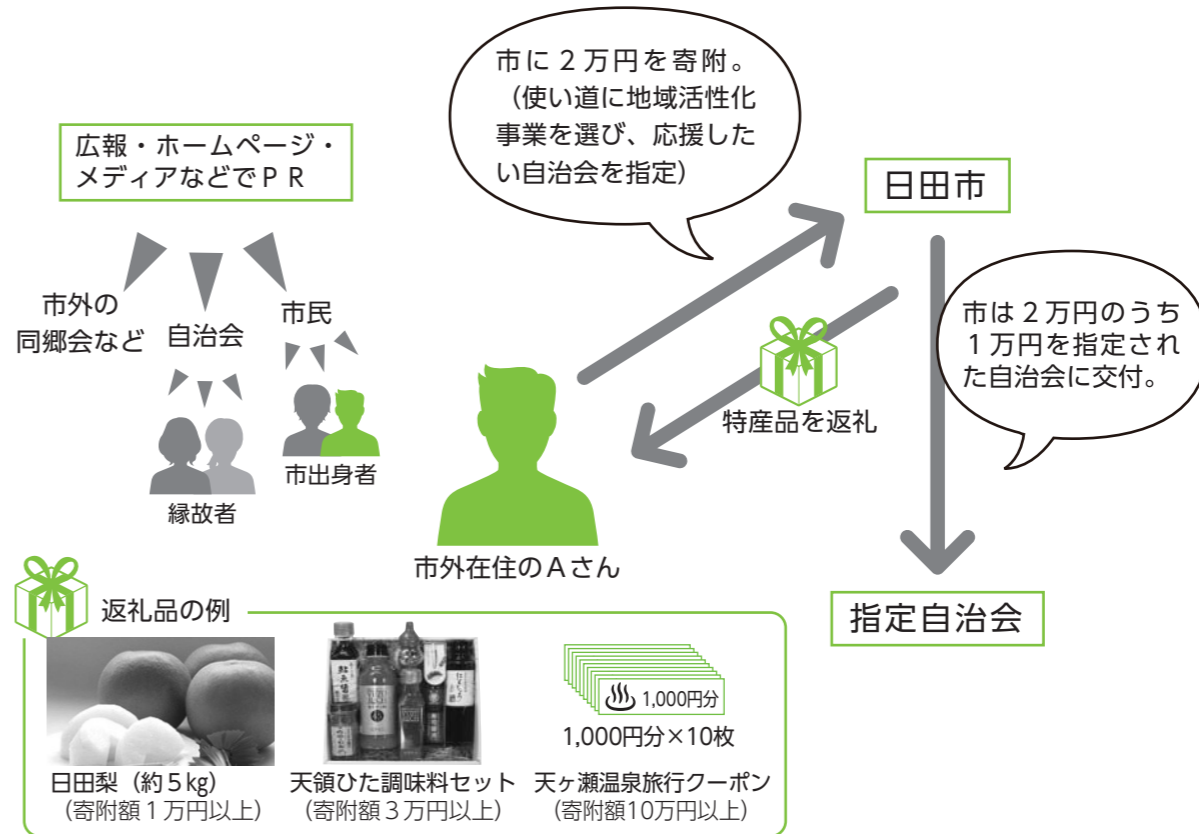 市に２万円を寄附。
（使い道に地域活性化
事業を選び、応援した
い自治会を指定）
広報・ホームページ・
メディアなどでＰＲ
日田市
市外の
同郷会など
自治会
市民
市は２万円のうち
１万円を指定され
た自治会に交付。
特産品を返礼
市出身者
縁故者
市外在住のＡさん
指定自治会
返礼品の例
1,000円分
1,000円分×10枚
日田梨（約５㎏）
（寄附額１万円以上）
天領ひた調味料セット
（寄附額３万円以上）
天ヶ瀬温泉旅行クーポン
（寄附額10万円以上）